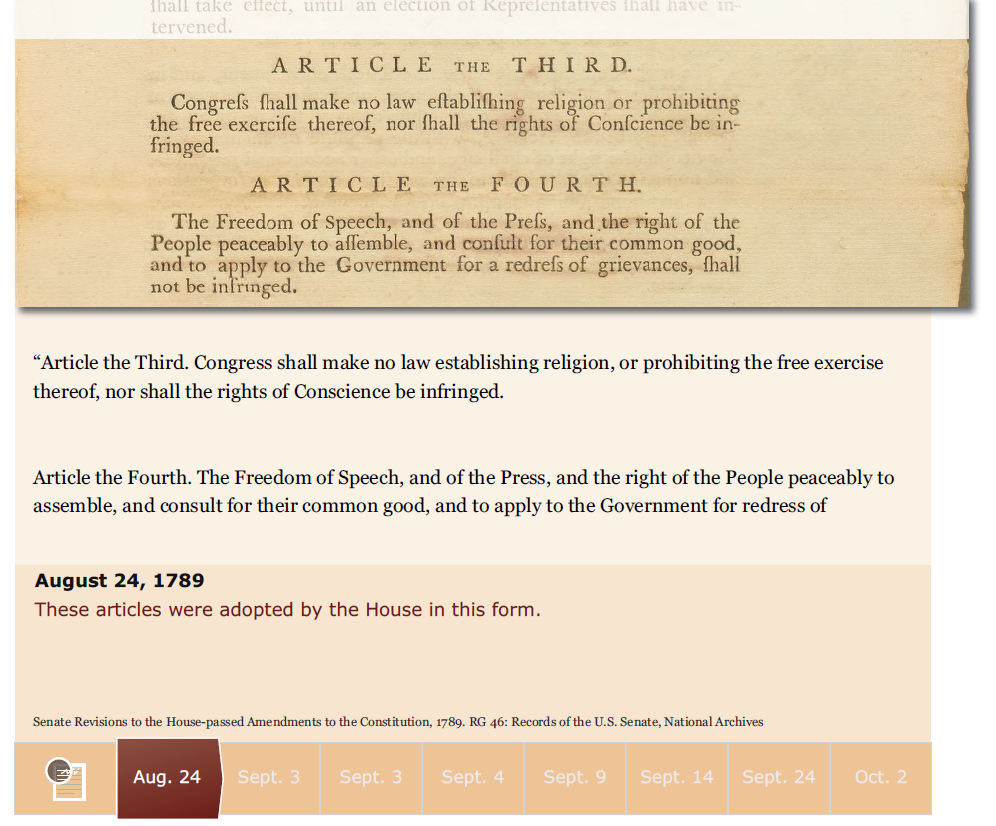 ſhall take effect, until an election of Repreſentatives ſhall have in-
tervened.
ARTICLE THE THIRD.
Congreſs ſhall make no law eſtabliſhing religion or prohibiting
the free exerciſe thereof, nor ſhall the rights of Conſcience be in-
fringed.
ARTICLE THE FOURTH.
The Freedom of Speech, and of the Preſs, and the right of the
People peaceably to aſſemble, and conſult for their common good,
and to apply to the Government for a redreſs of grievances, ſhall
not be infringed.
“Article the Third. Congress shall make no law establishing religion, or prohibiting the free exercise
thereof, nor shall the rights of Conscience be infringed.
Article the Fourth. The Freedom of Speech, and of the Press, and the right of the People peaceably to
assemble, and consult for their common good, and to apply to the Government for redress of
August 24, 1789
These articles were adopted by the House in this form.
Senate Revisions to the House-passed Amendments to the Constitution, 1789. RG 46: Records of the U.S. Senate, National Archives
Aug. 24 Sept. 3 Sept. 3 Sept. 4 Sept. 9 Sept. 14 Sept. 24 Oct. 2